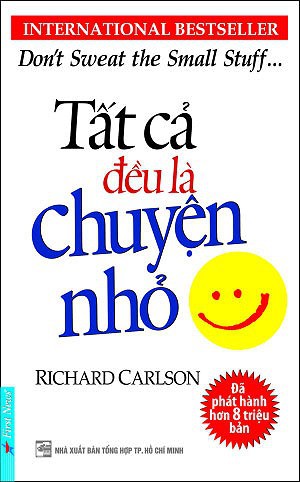 INTERNATIONAL BESTSELLER
Don't Sweat the Small Stuff...
Tất cả
đều là
chuyện
nhỏ
RICHARD CARLSON
Đã
phát hành
hơn 8 triệu
bản
First News
NHÀ XUẤT BẢN TỔNG HỢP TP. HỒ CHÍ MINH